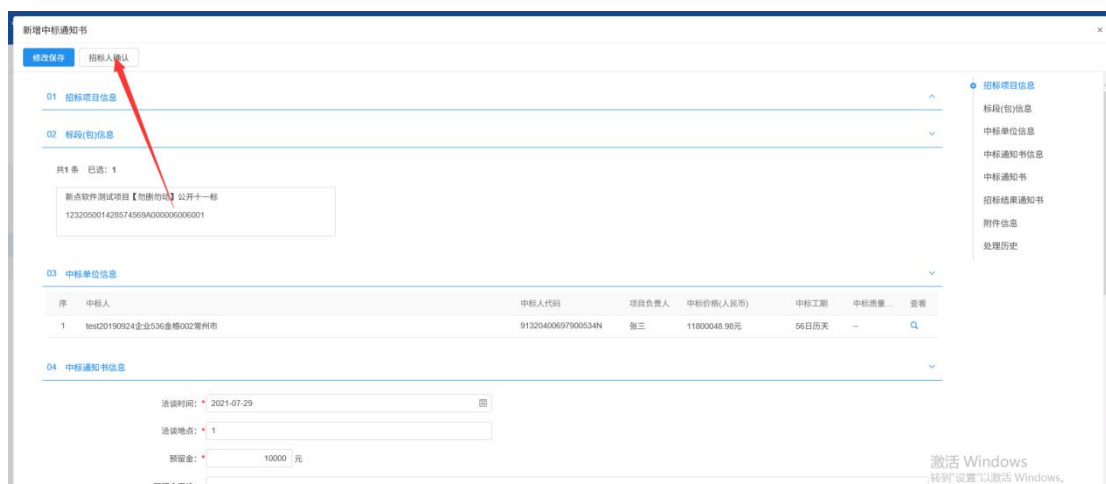 新增中标通知书
×
修改保存 招标人确认
01 招标项目信息
02 标段(包)信息
共1 条 已选：1
新点软件测试项目【勿删勿动】公开十一标
123205001428574569A000006006001
03 中标单位信息
序 中标人 中标人代码 项目负责人 中标价格(人民币) 中标工期 中标质量... 查看
1 test20190924企业536金格002常州市 91320400697900534N 张三 11800048.98元 56日历天 --
04 中标通知书信息
洽谈时间：* 2021-07-29
洽谈地点：* 1
预留金：* 10000 元
招标项目信息
标段(包)信息
中标单位信息
中标通知书信息
中标通知书
招标结果通知书
附件信息
处理历史
激活 Windows
转到"设置"以激活 Windows。